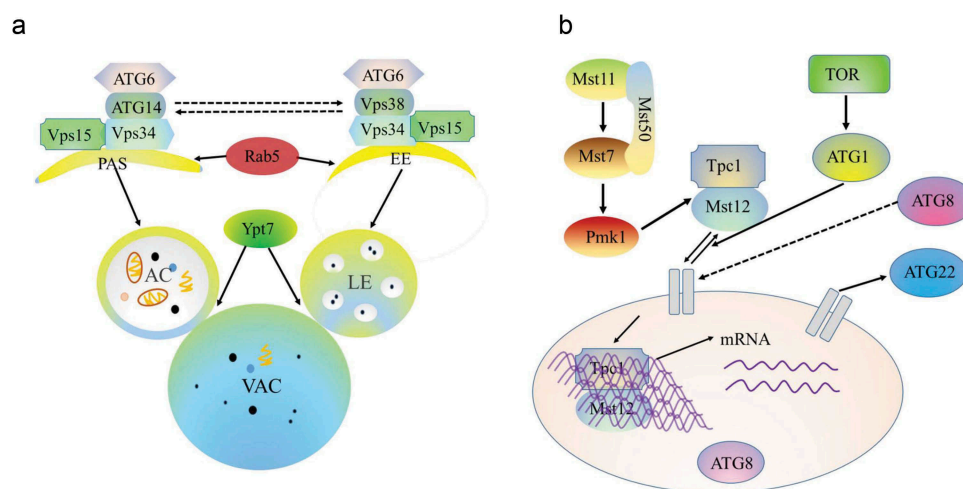 a
ATG6
ATG14
Vps15
Vps34
PAS
Rab5
ATG6
Vps38
Vps34
Vps15
EE
Ypt7
AC
LE
VAC
b
Mst11
Mst50
Mst7
Pmk1
Tpc1
Mst12
TOR
ATG1
ATG8
ATG22
mRNA
Tpc1
Mst12
ATG8